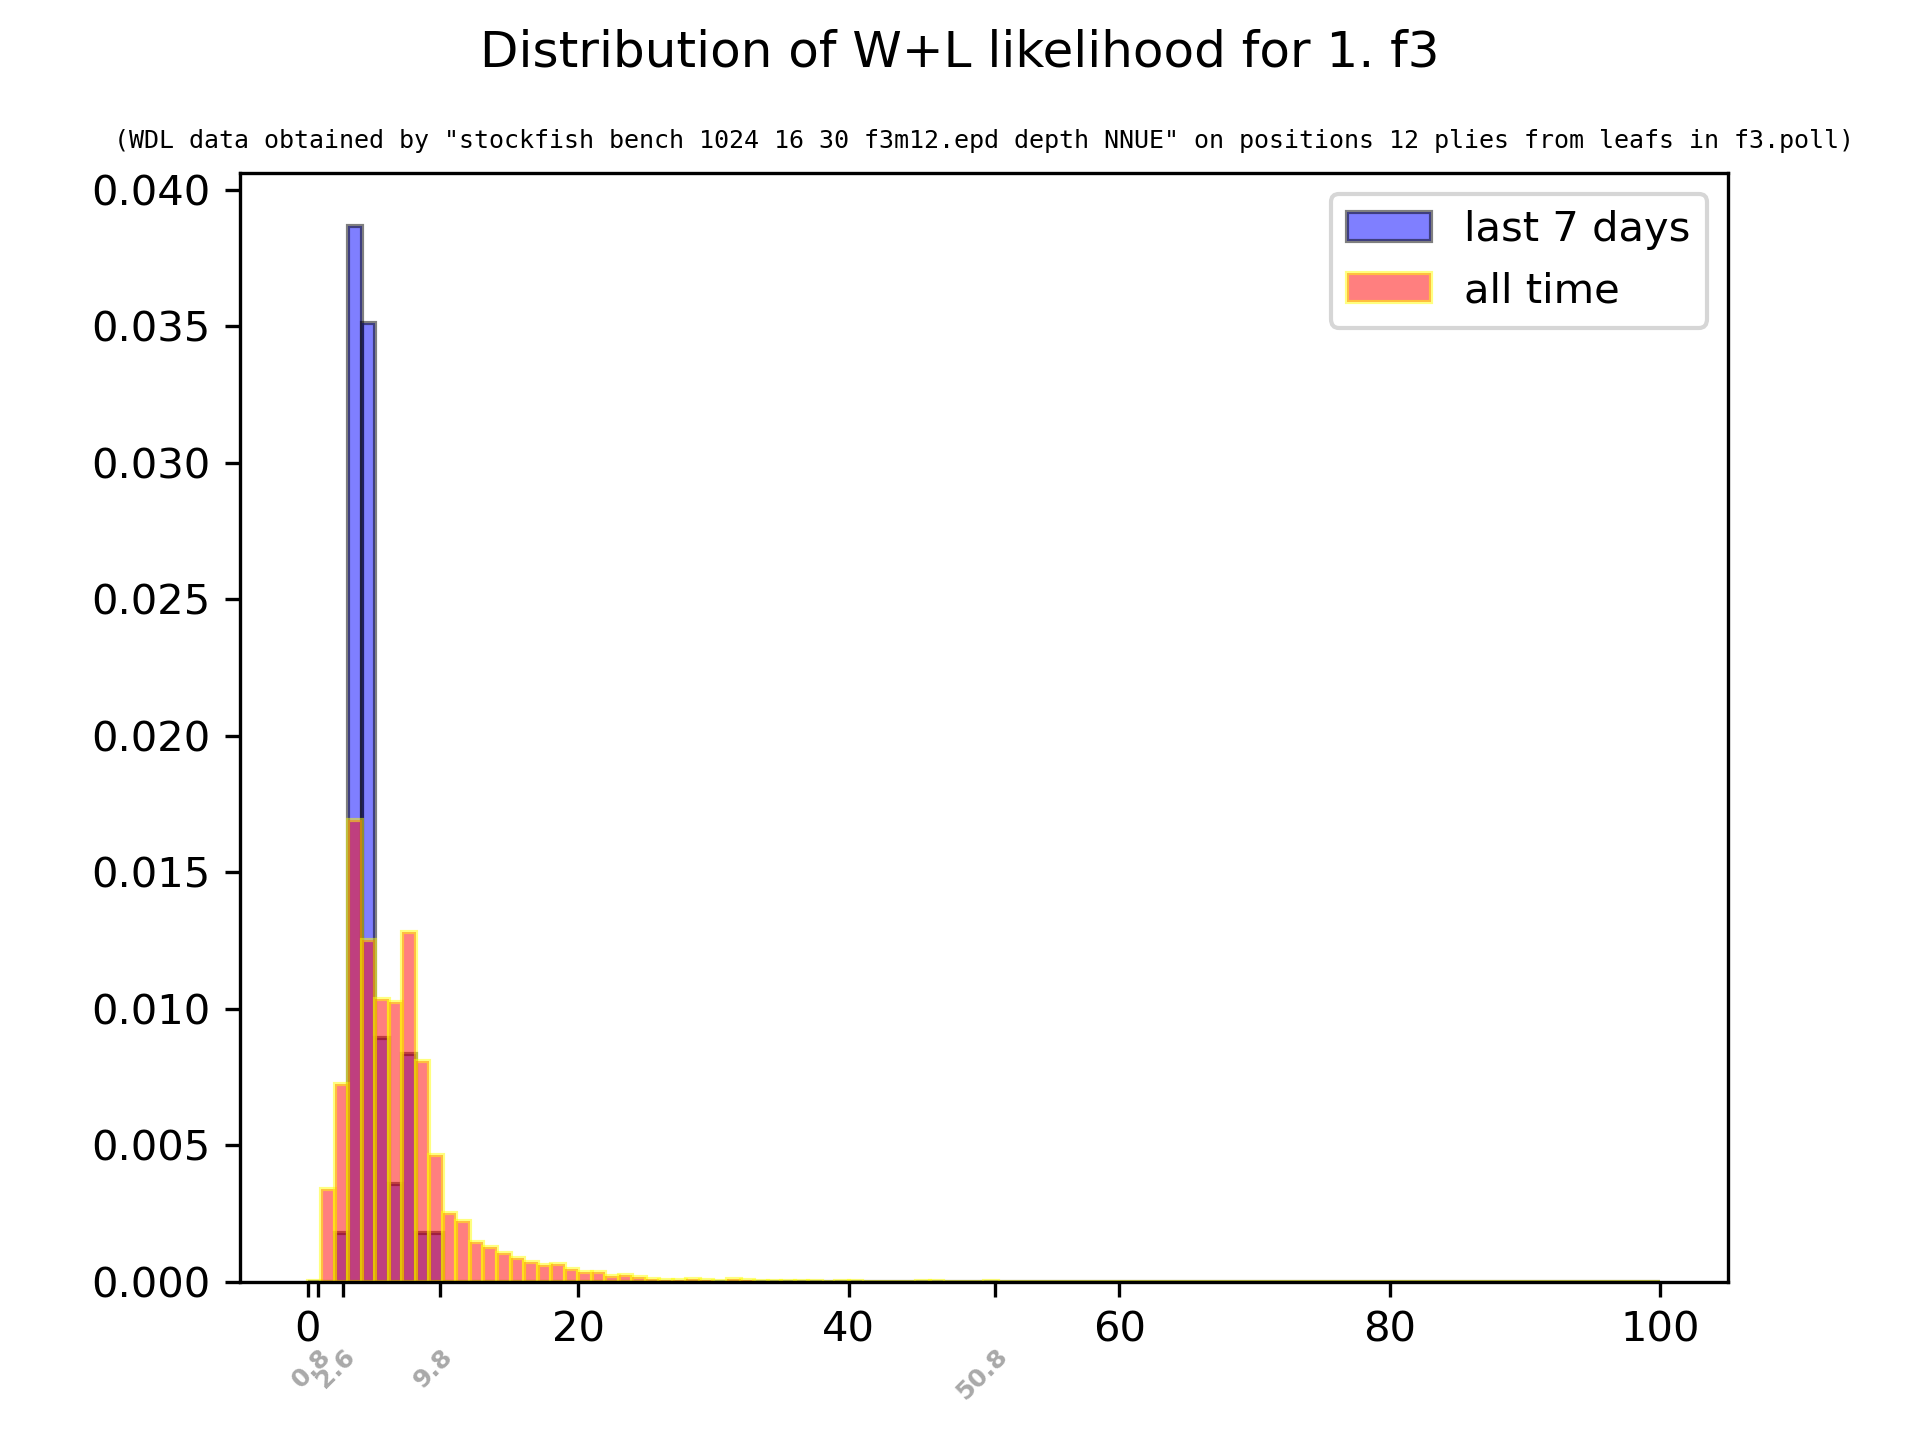 Distribution of W+L likelihood for 1. f3
(WDL data obtained by "stockfish bench 1024 16 30 f3m12.epd depth NNUE" on positions 12 plies from leafs in f3.poll)
last 7 days
all time
0.040
0.035
0.030
0.025
0.020
0.015
0.010
0.005
0.000
0 20 40 60 80 100
0.8 2.6 9.8 50.8